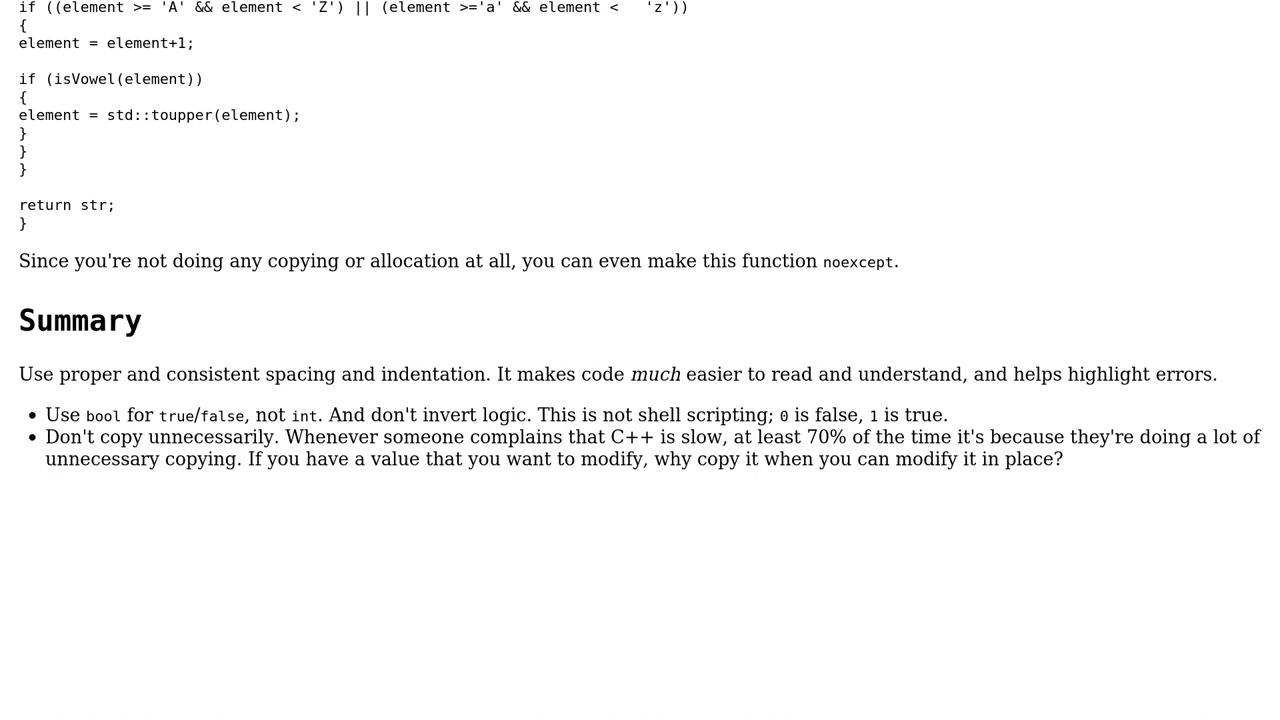 if ((element >= 'A' && element < 'Z') || (element >='a' && element <   'z'))
{
element = element+1;

if (isVowel(element))
{
element = std::toupper(element);
}
}
}

return str;
}

Since you're not doing any copying or allocation at all, you can even make this function noexcept.

Summary

Use proper and consistent spacing and indentation. It makes code much easier to read and understand, and helps highlight errors.

• Use bool for true/false, not int. And don't invert logic. This is not shell scripting; 0 is false, 1 is true.
• Don't copy unnecessarily. Whenever someone complains that C++ is slow, at least 70% of the time it's because they're doing a lot of
unnecessary copying. If you have a value that you want to modify, why copy it when you can modify it in place?